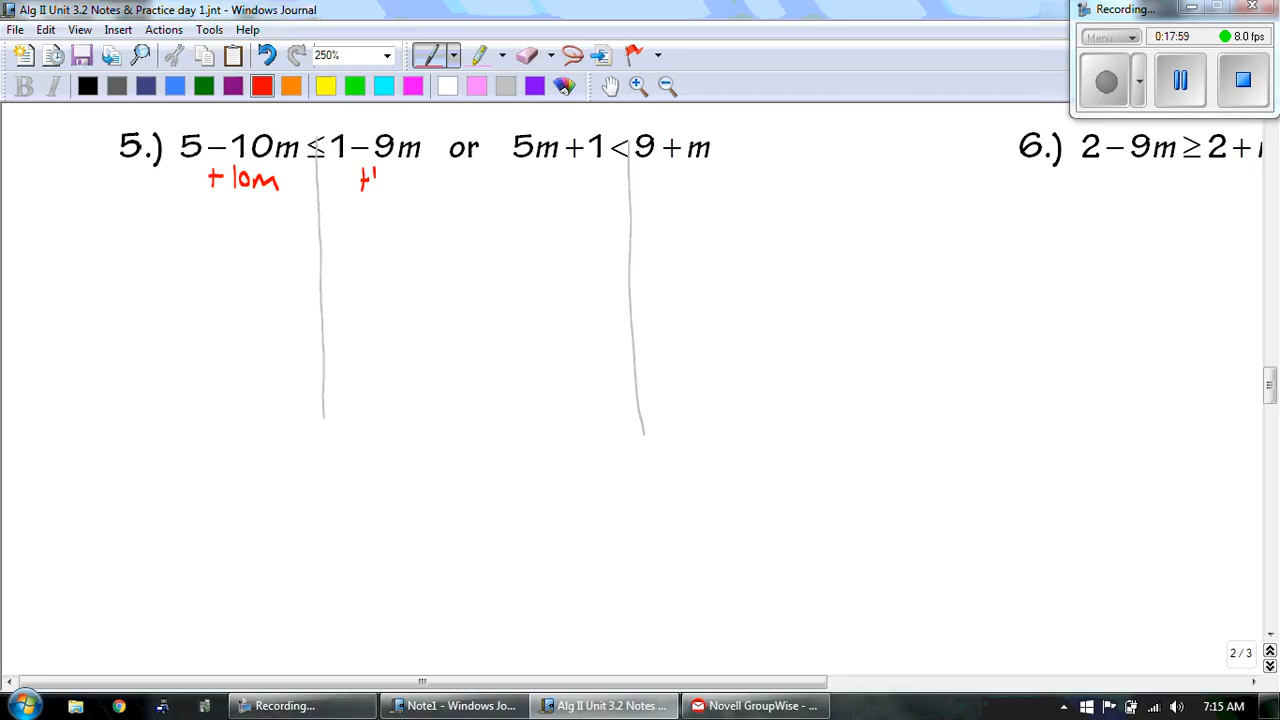 Alg II Unit 3.2 Notes & Practice day 1.jnt - Windows Journal
Recording...
File Edit View Insert Actions Tools Help
Menu
0:17:59
8.0 fps
250%
B I
5.) 5-10m≤1-9m or 5m+1<9+m
6.) 2-9m≥2+
+10m
2 / 3
Recording...
Note1 - Windows Jo...
Alg II Unit 3.2 Notes ...
Novell GroupWise - ...
7:15 AM